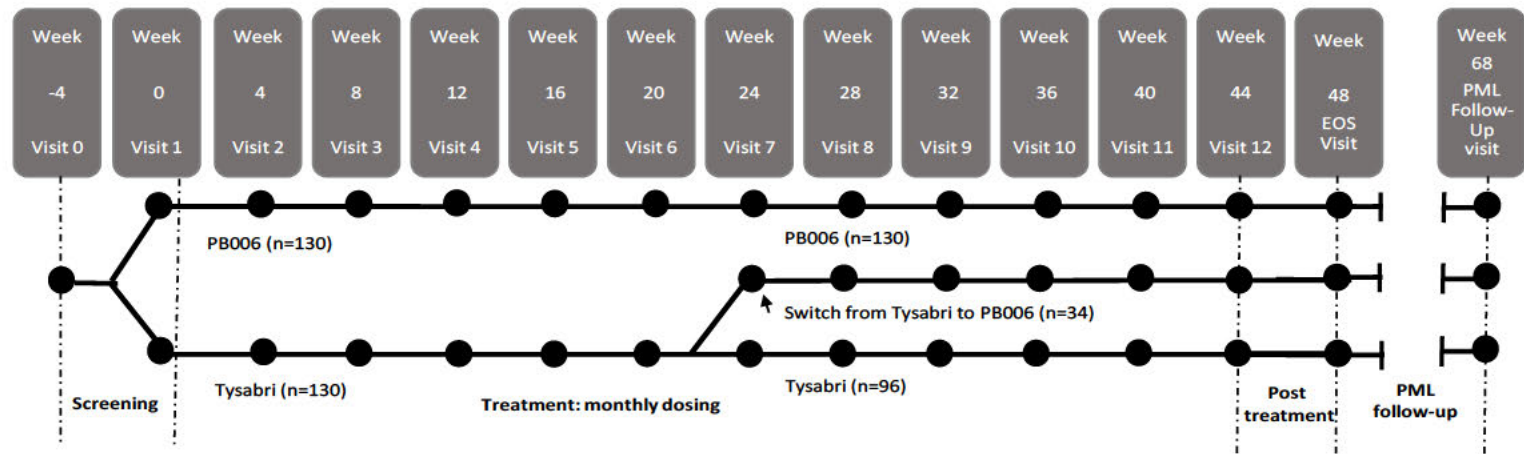 Week -4 Visit 0
Week 0 Visit 1
Week 4 Visit 2
Week 8 Visit 3
Week 12 Visit 4
Week 16 Visit 5
Week 20 Visit 6
Week 24 Visit 7
Week 28 Visit 8
Week 32 Visit 9
Week 36 Visit 10
Week 40 Visit 11
Week 44 Visit 12
Week 48 EOS Visit
Week 68 PML Follow-Up visit
PB006 (n=130)
PB006 (n=130)
Switch from Tysabri to PB006 (n=34)
Tysabri (n=130)
Tysabri (n=96)
Screening
Treatment: monthly dosing
Post
treatment
PML
follow-up